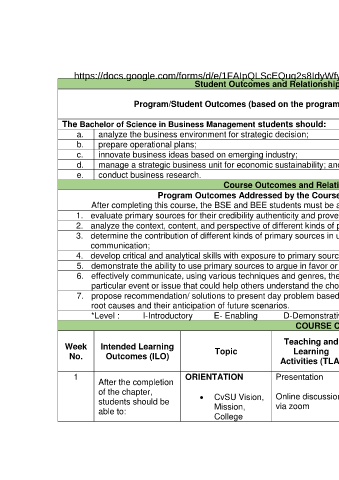 https://docs.google.com/forms/d/e/1FAIpQLScEQug2s8IdyWfy
Student Outcomes and Relationship
Program/Student Outcomes (based on the program
The Bachelor of Science in Business Management students should:
a. analyze the business environment for strategic decision;
b. prepare operational plans;
c. innovate business ideas based on emerging industry;
d. manage a strategic business unit for economic sustainability; and
e. conduct business research.
Course Outcomes and Relati
Program Outcomes Addressed by the Course
After completing this course, the BSE and BEE students must be a
1. evaluate primary sources for their credibility authenticity and prove
2. analyze the context, content, and perspective of different kinds of p
3. determine the contribution of different kinds of primary sources in u
communication;
4. develop critical and analytical skills with exposure to primary sourc
5. demonstrate the ability to use primary sources to argue in favor or
6. effectively communicate, using various techniques and genres, the
particular event or issue that could help others understand the cho
7. propose recommendation/ solutions to present day problem based
root causes and their anticipation of future scenarios.
*Level : I-Introductory E- Enabling D-Demonstrativ
COURSE C
Week No.
Intended Learning Outcomes (ILO)
Topic
Teaching and Learning Activities (TLA
1
After the completion
of the chapter,
students should be
able to:
ORIENTATION
• CvSU Vision,
Mission,
College
Presentation
Online discussion
via zoom